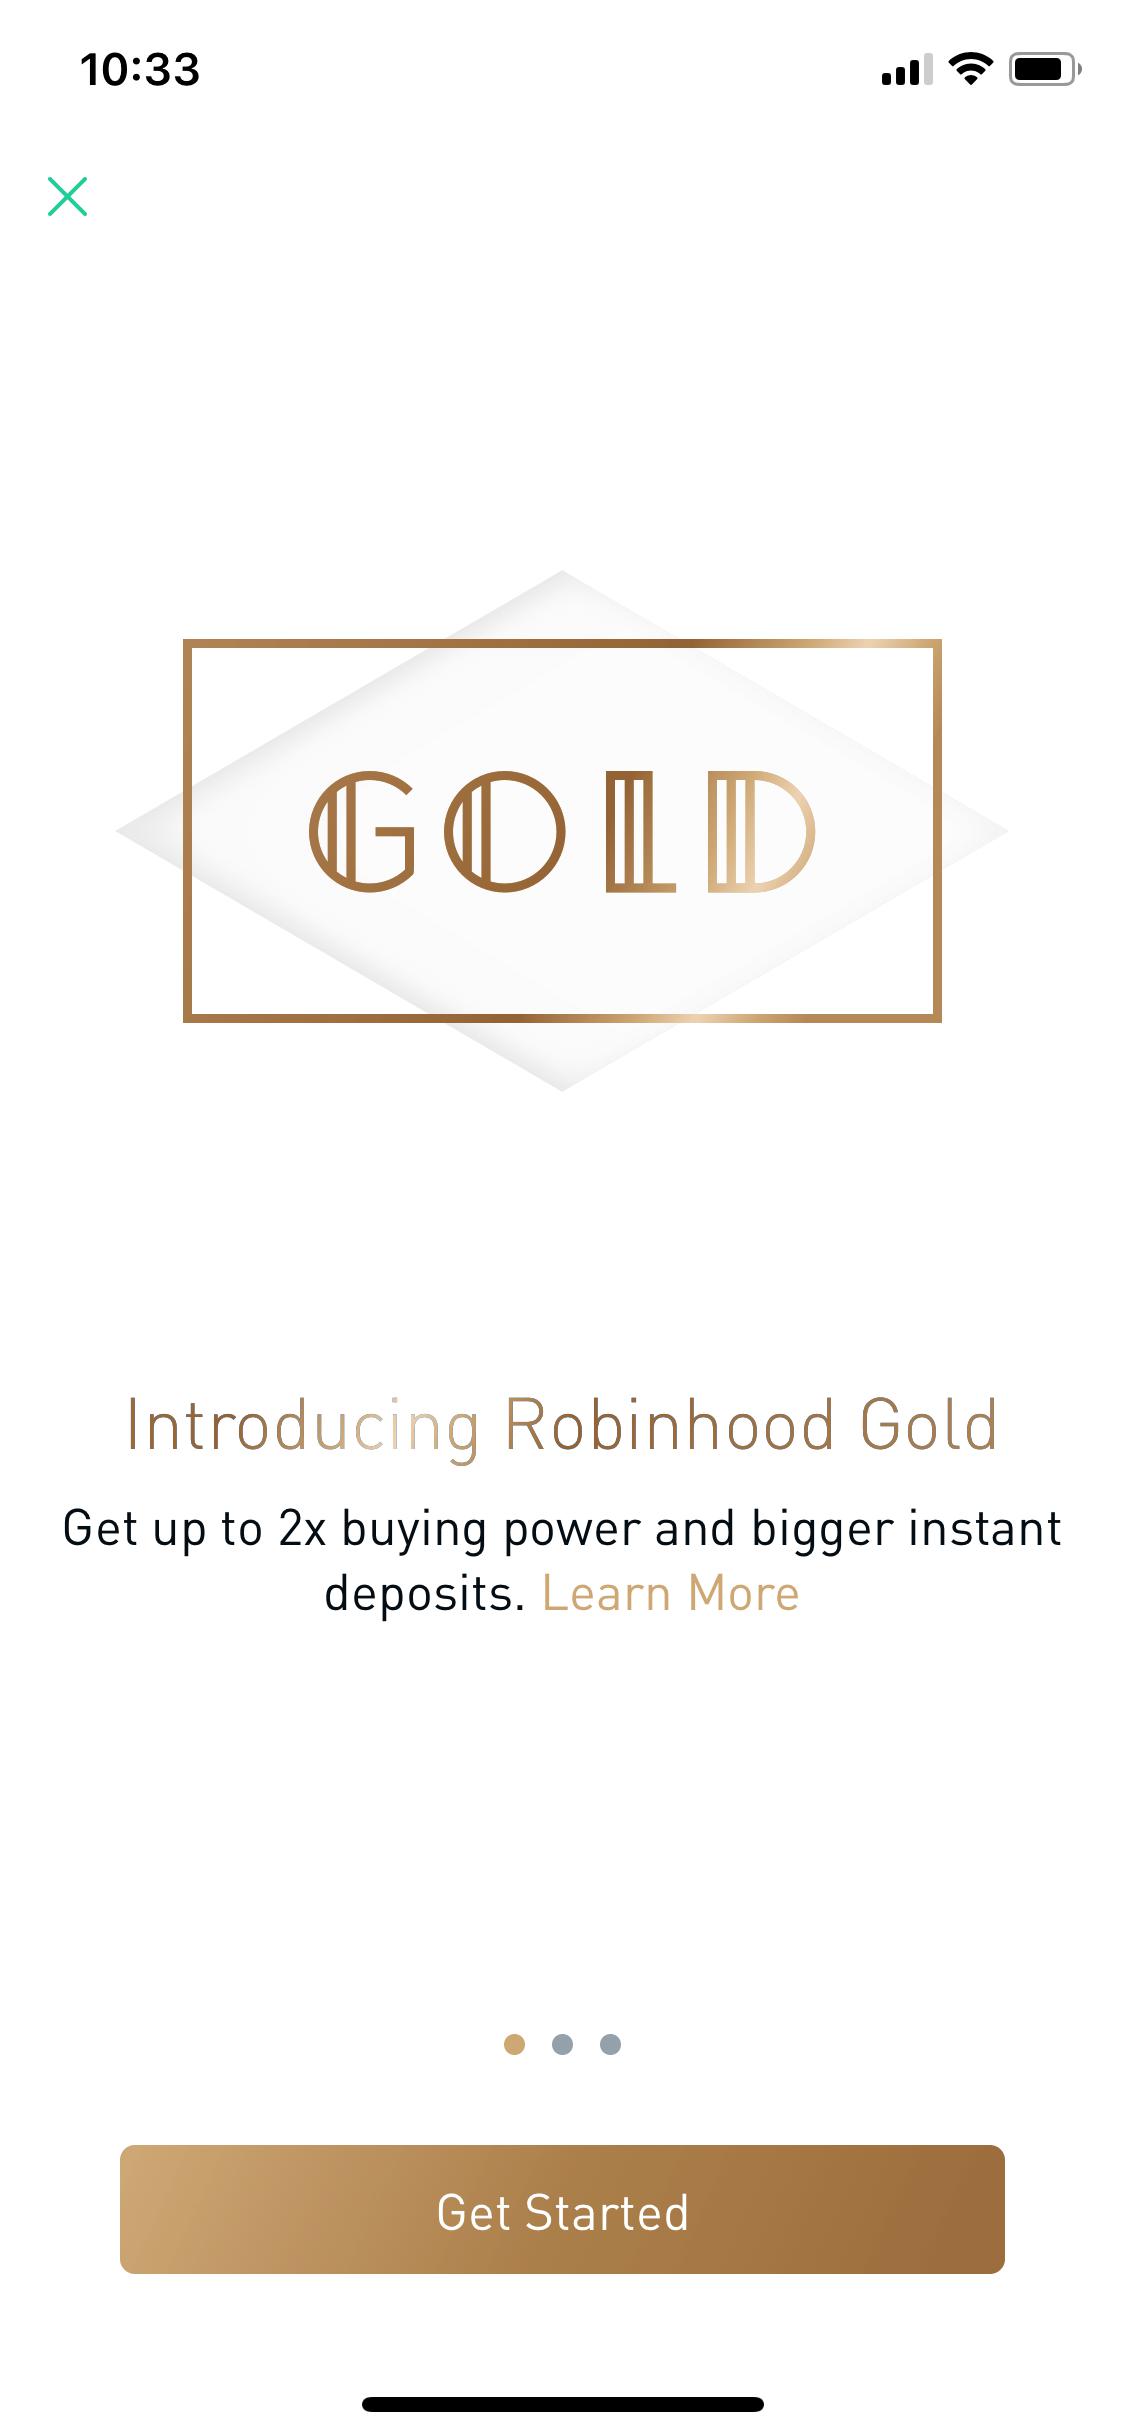 10:33
GOLD
Introducing Robinhood Gold
Get up to 2x buying power and bigger instant
deposits. Learn More
Get Started